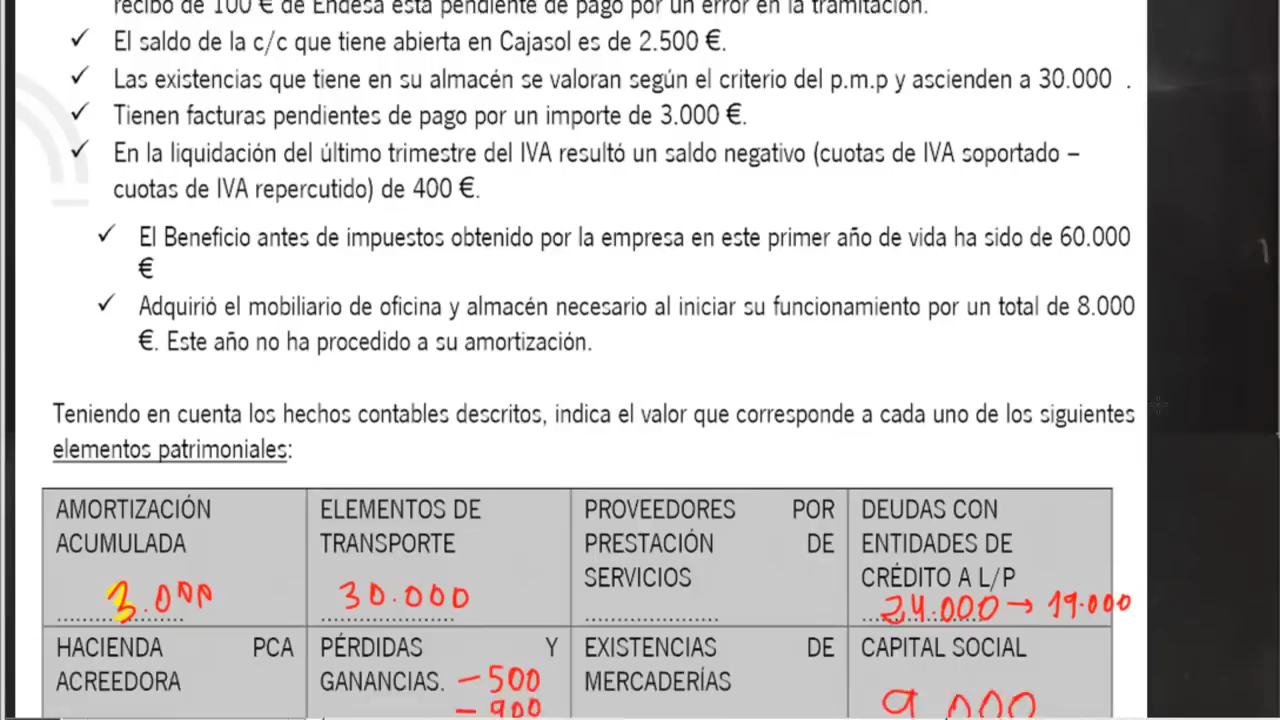 recibo de 100 € de Endesa está pendiente de pago por un error en la tramitación.
✓ El saldo de la c/c que tiene abierta en Cajasol es de 2.500 €.
✓ Las existencias que tiene en su almacén se valoran según el criterio del p.m.p y ascienden a 30.000 .
✓ Tienen facturas pendientes de pago por un importe de 3.000 €.
✓ En la liquidación del último trimestre del IVA resultó un saldo negativo (cuotas de IVA soportado –
cuotas de IVA repercutido) de 400 €.
✓ El Beneficio antes de impuestos obtenido por la empresa en este primer año de vida ha sido de 60.000
€
✓ Adquirió el mobiliario de oficina y almacén necesario al iniciar su funcionamiento por un total de 8.000
€. Este año no ha procedido a su amortización.
Teniendo en cuenta los hechos contables descritos, indica el valor que corresponde a cada uno de los siguientes
elementos patrimoniales:
AMORTIZACIÓN
ACUMULADA
3.000
ELEMENTOS DE
TRANSPORTE
30.000
PROVEEDORES POR
PRESTACIÓN DE
SERVICIOS
DEUDAS CON
ENTIDADES DE
CRÉDITO A L/P
24.000 → 19.000
HACIENDA PCA
ACREEDORA
PÉRDIDAS Y
GANANCIAS. -500
-900
EXISTENCIAS DE
MERCADERÍAS
CAPITAL SOCIAL
9.000